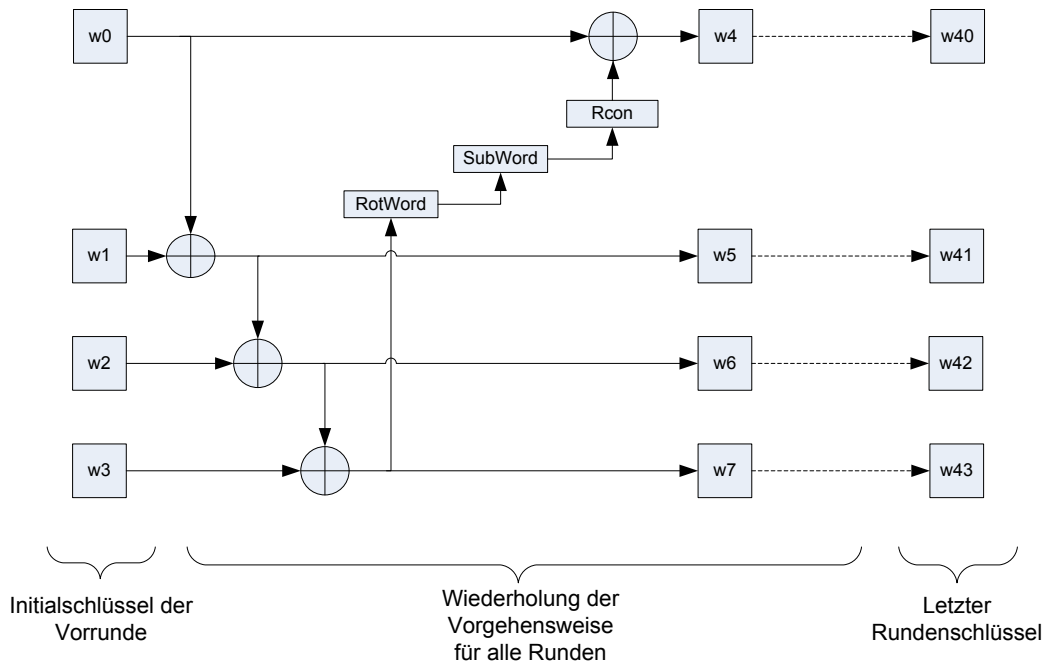 w0
w4
w40
Rcon
SubWord
RotWord
w1
w5
w41
w2
w6
w42
w3
w7
w43
Initialschlüssel der
Vorrunde
Wiederholung der
Vorgehensweise
für alle Runden
Letzter
Rundenschlüssel